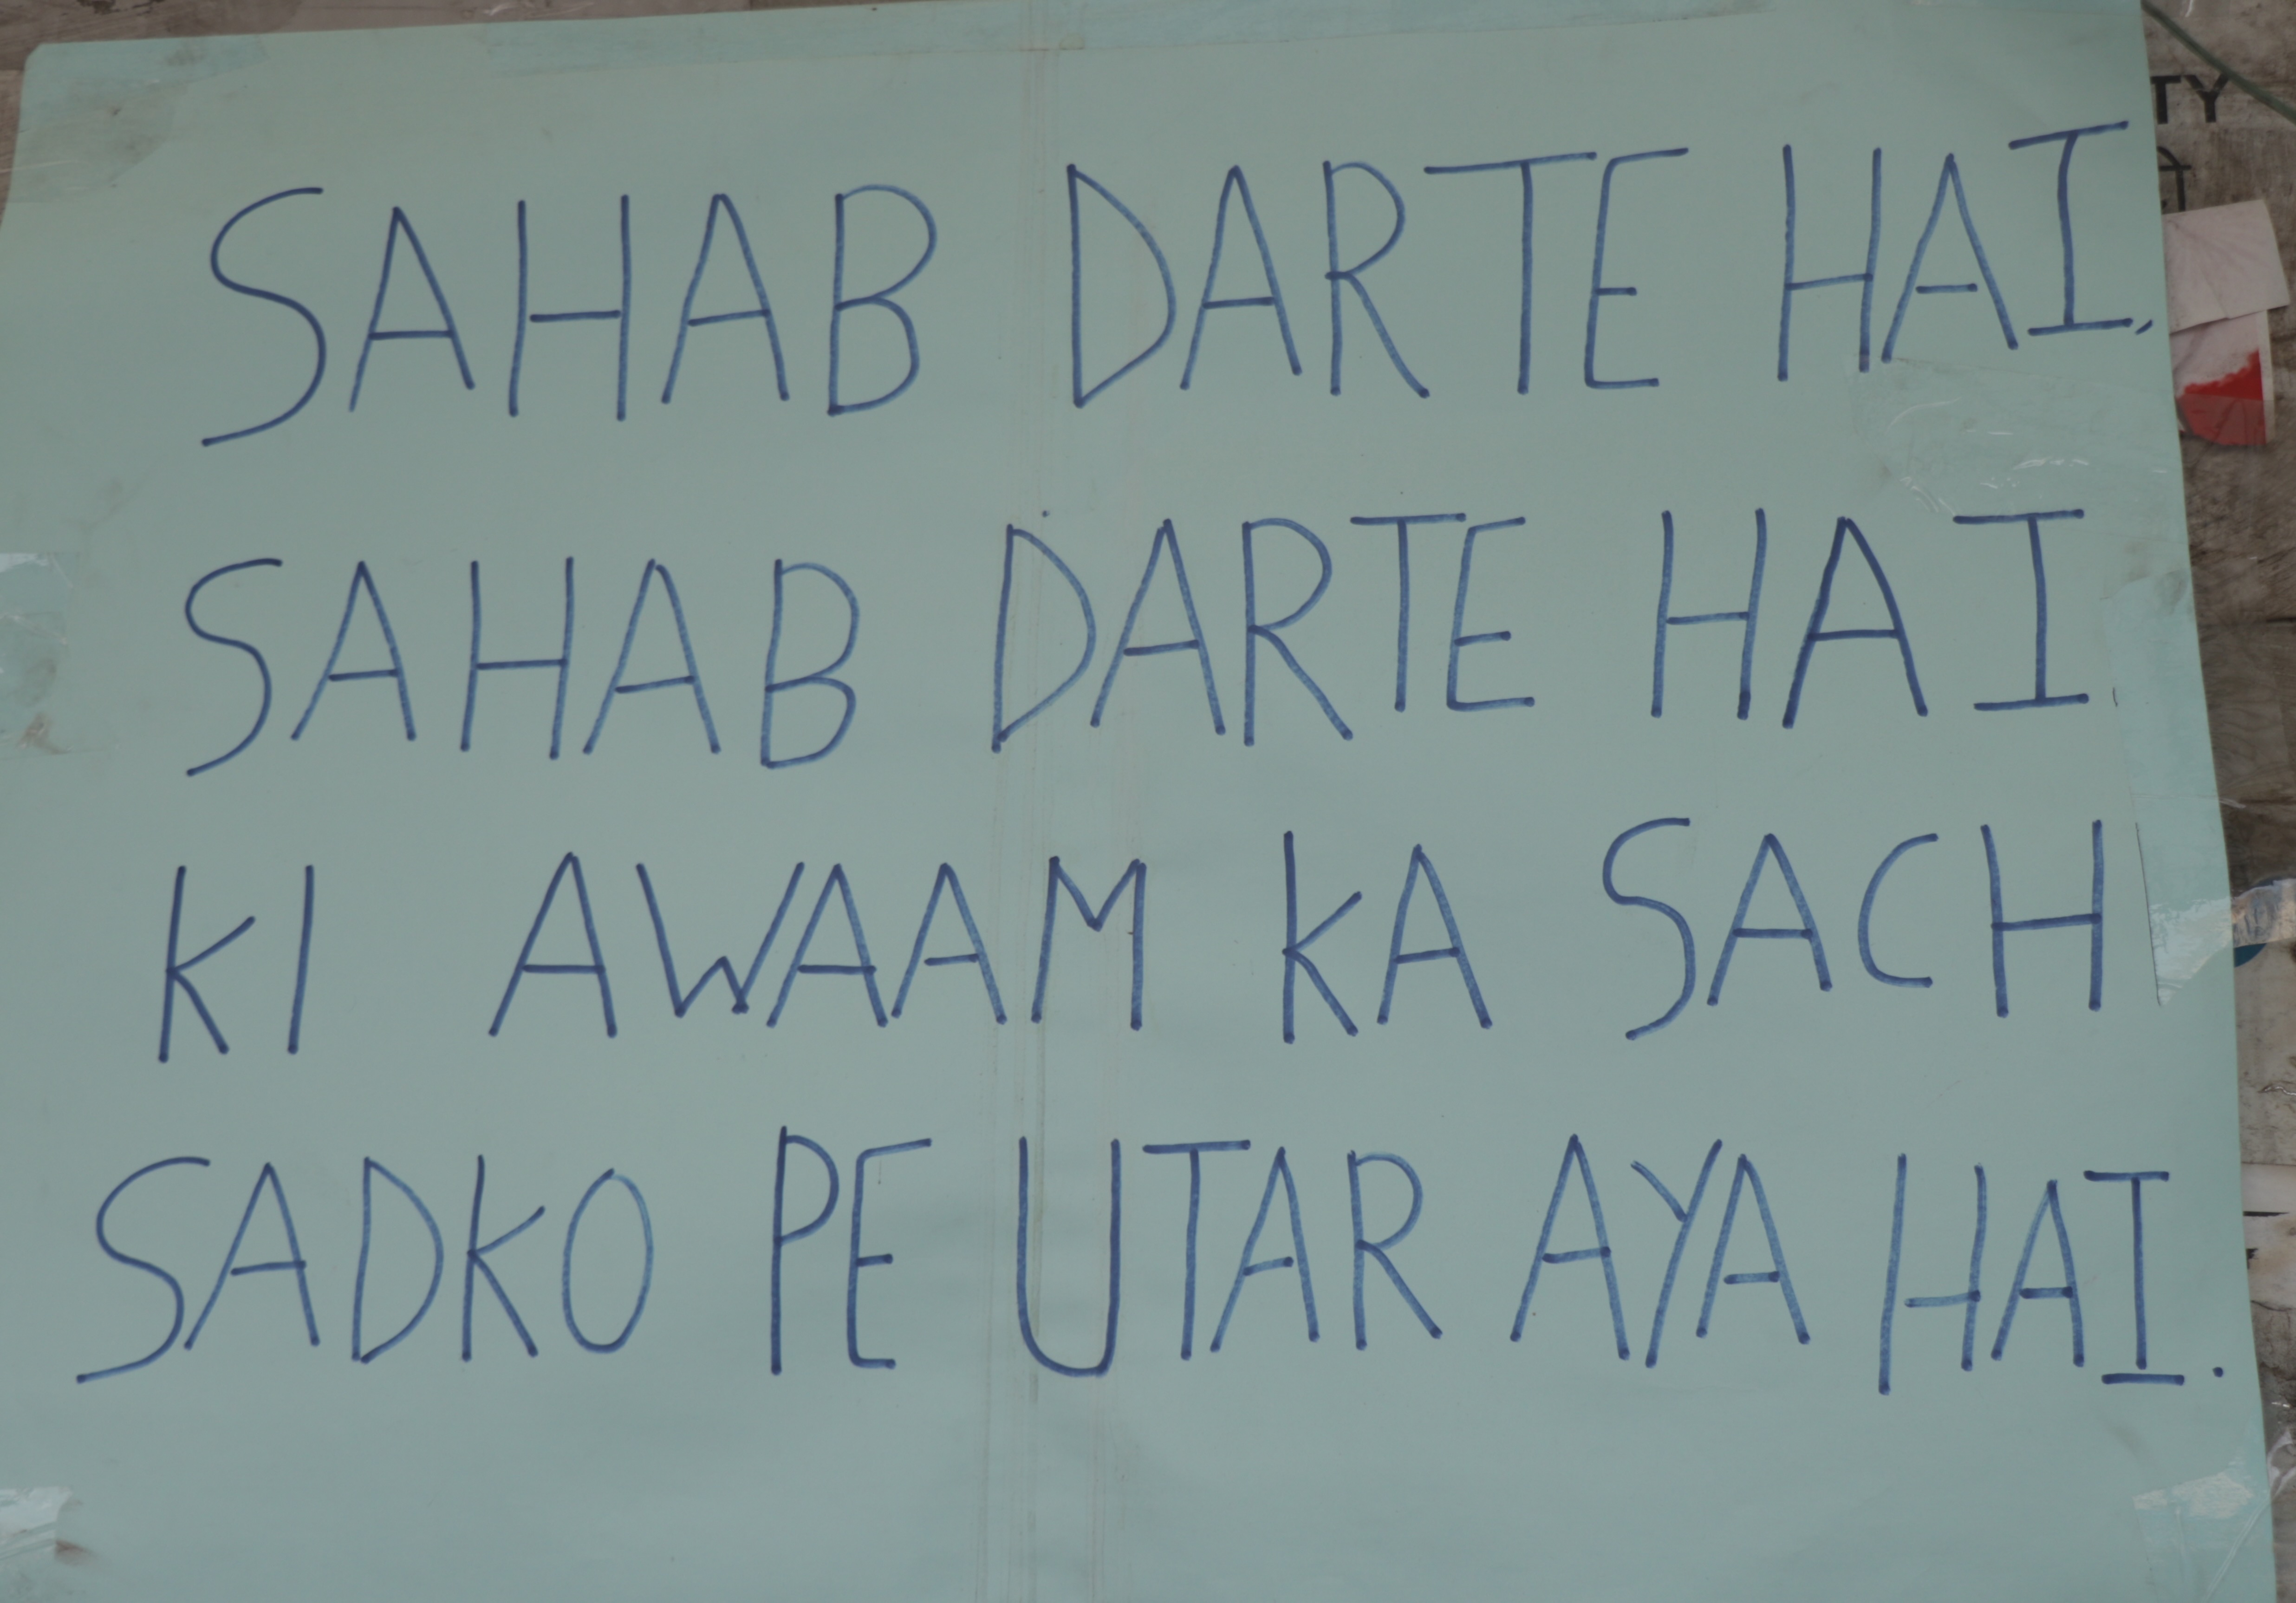 SAHAB DARTE HAI,
SAHAB DARTE HAI
KI AWAAM KA SACH
SADKO PE UTAR AYA HAI.
TY